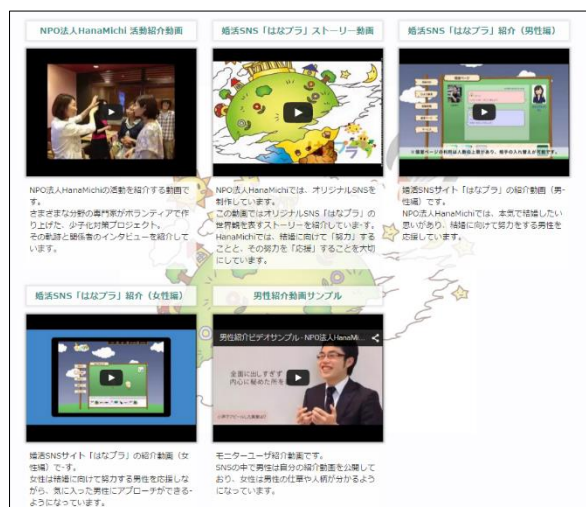 NPO法人HanaMichi 活動紹介動画
NPO法人HanaMichiの活動を紹介する動画で
す。
さまざまな分野の専門家がボランティアで作
り上げた、少子化対策プロジェクト。
その軌跡と関係者のインタビューを紹介して
います。
婚活SNS「はなプラ」ストーリー動画
プラ
NPO法人HanaMichiでは、オリジナルSNSを
制作しています。
この動画ではオリジナルSNS「はなプラ」の
世界観を表すストーリーを紹介していま-す。
HanaMichiでは、結婚に向けて「努力」する
ことと、その努力を「応援」することを大切
にしています。
婚活SNS「はなプラ」紹介（男性編）
婚活SNSサイト「はなプラ」の紹介動画（男-
性編）です。
NPO法人HanaMichiでは、本気で結婚したい
思いがあり、結婚に向けて努力をする男性を
応援しています。
婚活SNS「はなプラ」紹介（女性編）
婚活SNSサイト「はなプラ」の紹介動画（女
性編）で-す。
女性は結婚に向けて努力する男性を応援しな
がら、気に入った男性にアプローチができる-
ようになっています。
男性紹介動画サンプル
男性紹介ビデオサンプル - NPO法人HanaMi...
全面に出しすぎず
内心に秘めた所を
モニターユーザ紹介動画です。
SNSの中で男性は自分の紹介動画を公開して
おり、女性は男性の仕草や人柄が分かるよう
になっています。